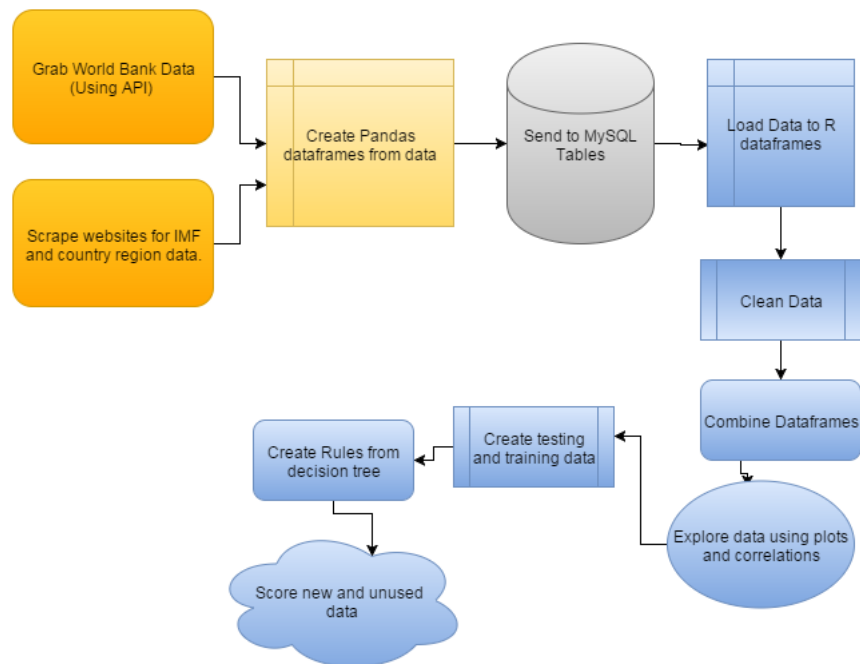 Grab World Bank Data
(Using API)
Scrape websites for IMF
and country region data.
Create Pandas
dataframes from data
Send to MySQL
Tables
Load Data to R
dataframes
Clean Data
Combine Dataframes
Explore data using plots
and correlations
Create testing
and training data
Create Rules from
decision tree
Score new and unused
data